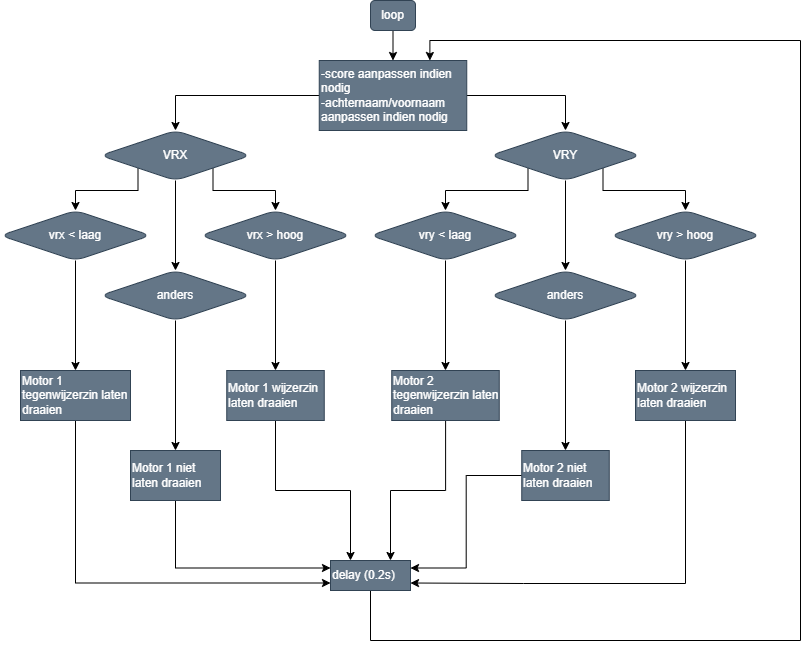 loop
-score aanpassen indien
nodig
-achternaam/voornaam
aanpassen indien nodig
VRX
VRY
vrx < laag
vrx > hoog
vry < laag
vry > hoog
anders
anders
Motor 1
tegenwijzerzin laten
draaien
Motor 1 wijzerzin
laten draaien
Motor 2
tegenwijzerzin laten
draaien
Motor 2 wijzerzin
laten draaien
Motor 1 niet
laten draaien
Motor 2 niet
laten draaien
delay (0.2s)